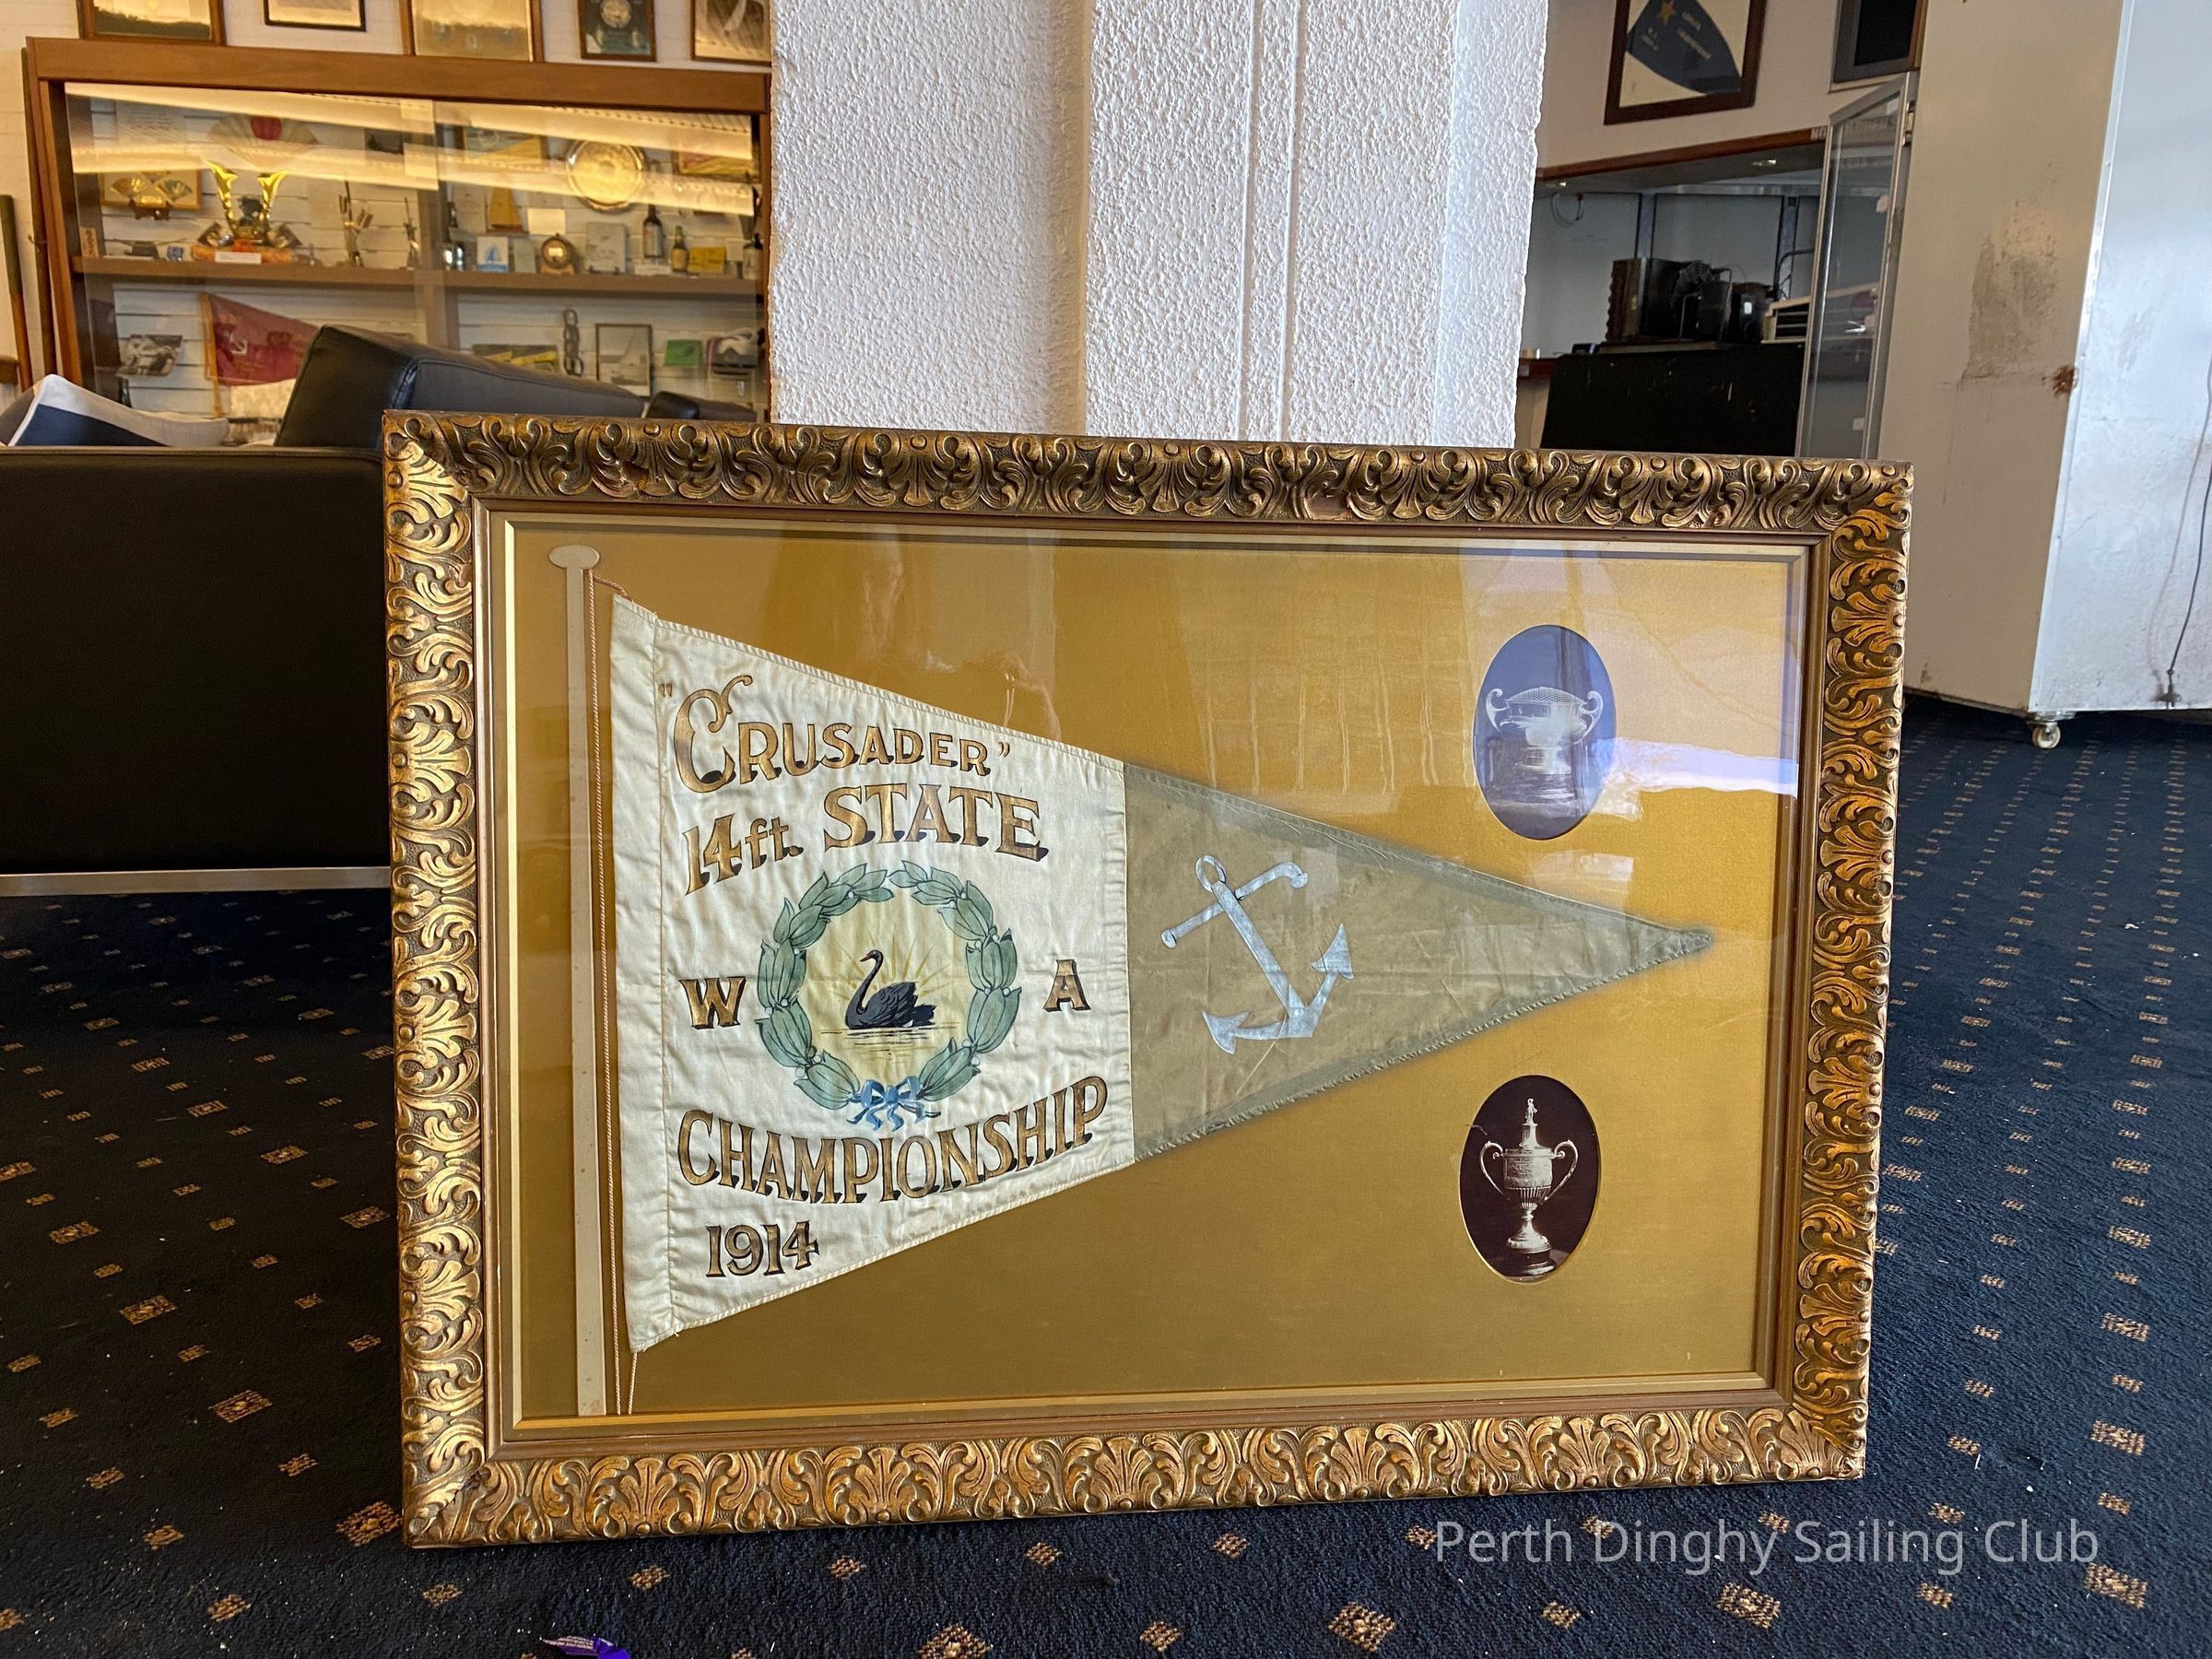 "CRUSADER"
14ft. STATE
W A
CHAMPIONSHIP
1914
Perth Dinghy Sailing Club